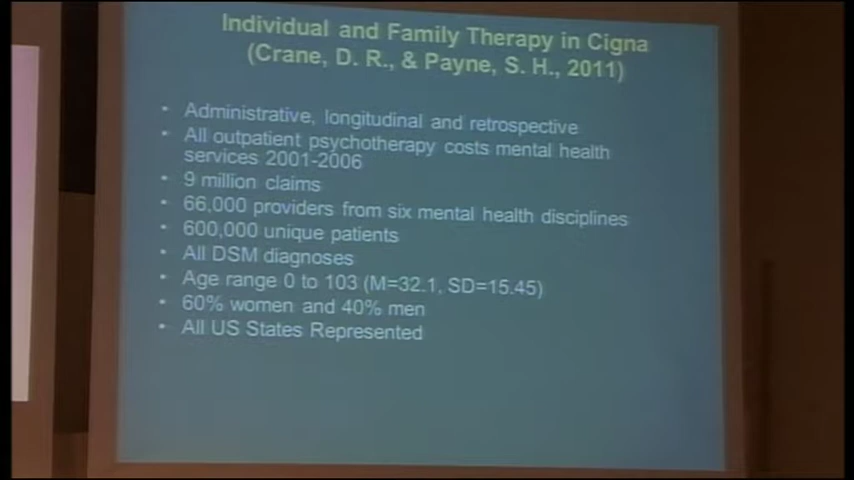 Individual and Family Therapy in Cigna
(Crane, D. R., & Payne, S. H., 2011)
• Administrative, longitudinal and retrospective
• All outpatient psychotherapy costs mental health
services 2001-2006
• 9 million claims
• 66,000 providers from six mental health disciplines
• 600,000 unique patients
• All DSM diagnoses
• Age range 0 to 103 (M=32.1, SD=15.45)
• 60% women and 40% men
• All US States Represented